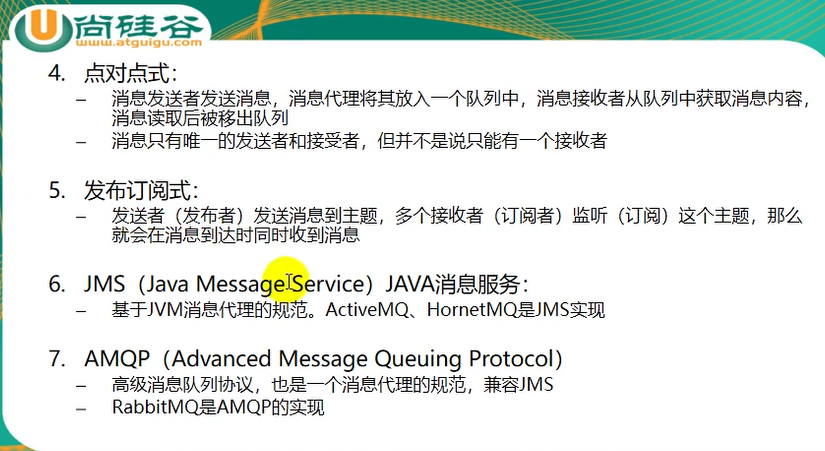 尚硅谷
www.atguigu.com
4. 点对点式：
– 消息发送者发送消息，消息代理将其放入一个队列中，消息接收者从队列中获取消息内容，
消息读取后被移出队列
– 消息只有唯一的发送者和接受者，但并不是说只能有一个接收者
5. 发布订阅式：
– 发送者（发布者）发送消息到主题，多个接收者（订阅者）监听（订阅）这个主题，那么
就会在消息到达时同时收到消息
6. JMS（Java Message Service）JAVA消息服务：
– 基于JVM消息代理的规范。ActiveMQ、HornetMQ是JMS实现
7. AMQP（Advanced Message Queuing Protocol）
– 高级消息队列协议，也是一个消息代理的规范，兼容JMS
– RabbitMQ是AMQP的实现